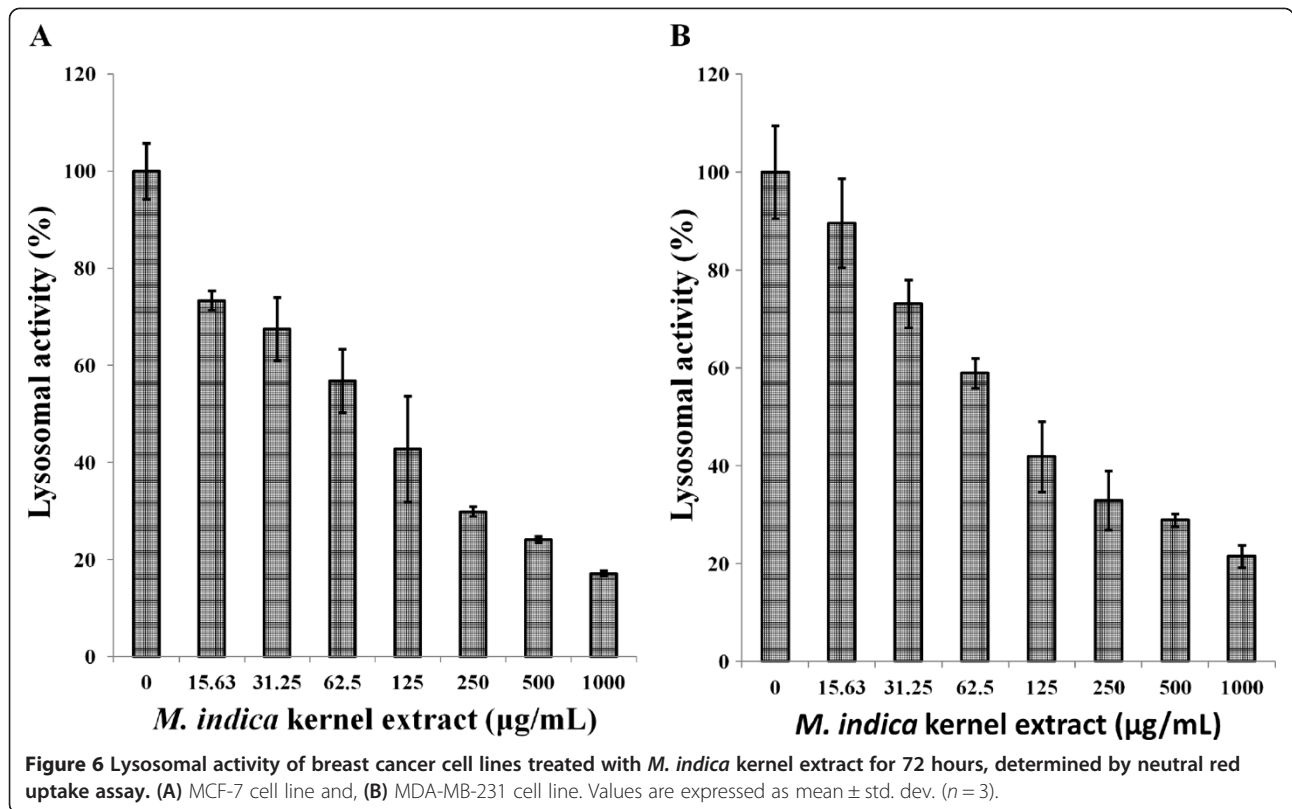 A
Lysosomal activity (%)
120
100
80
60
40
20
0
0 15.63 31.25 62.5 125 250 500 1000
M. indica kernel extract (µg/mL)
B
Lysosomal activity (%)
120
100
80
60
40
20
0
0 15.63 31.25 62.5 125 250 500 1000
M. indica kernel extract (µg/mL)
Figure 6 Lysosomal activity of breast cancer cell lines treated with M. indica kernel extract for 72 hours, determined by neutral red
uptake assay. (A) MCF-7 cell line and, (B) MDA-MB-231 cell line. Values are expressed as mean ± std. dev. (n = 3).